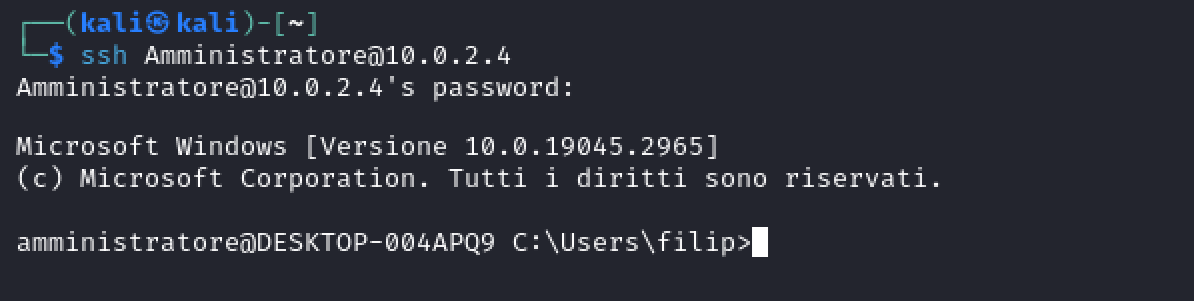 ┌──(kali㉿kali)-[~]
└─$ ssh Amministratore@10.0.2.4
Amministratore@10.0.2.4's password:
Microsoft Windows [Versione 10.0.19045.2965]
(c) Microsoft Corporation. Tutti i diritti sono riservati.
amministratore@DESKTOP-004APQ9 C:\Users\filip>